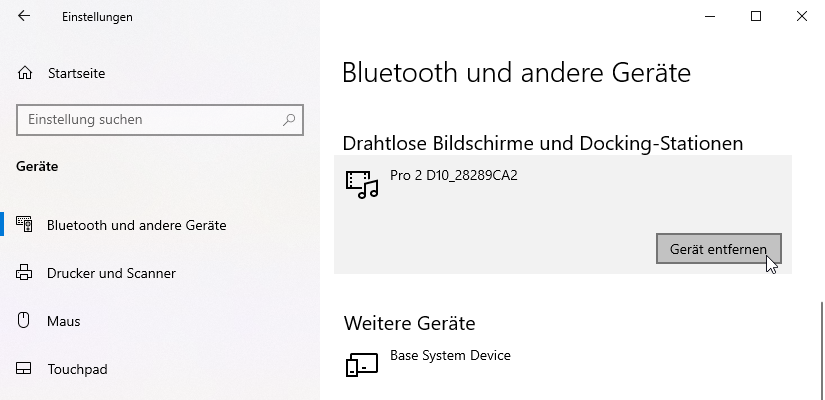 Einstellungen
Startseite
Einstellung suchen
Geräte
Bluetooth und andere Geräte
Drucker und Scanner
Maus
Touchpad
Bluetooth und andere Geräte
Drahtlose Bildschirme und Docking-Stationen
Pro 2 D10_28289CA2
Gerät entfernen
Weitere Geräte
Base System Device